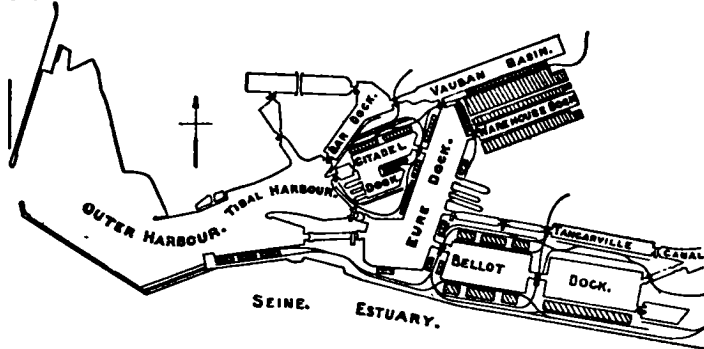 VAUBAN BASIN.
BAR DOCK.
WAREHOUSE DOCK
CITADEL
DOCK.
EURE DOCK.
TIDAL HARBOUR.
OUTER HARBOUR.
TANCARVILLE
CANAL
BELLOT
DOCK.
SEINE. ESTUARY.